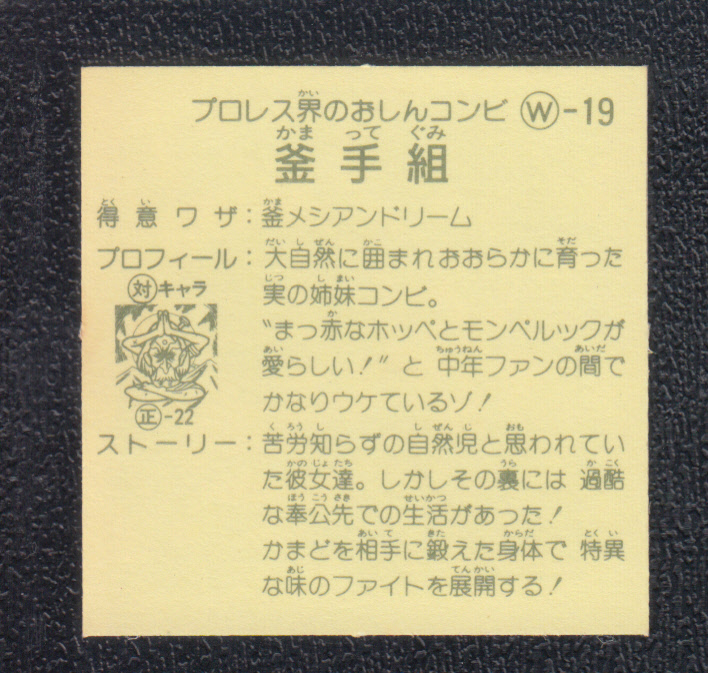 プロレス界のおしんコンビ Ⓦ-19
釜手組
得意ワザ：釜メシアンドリーム
プロフィール：大自然に囲まれおおらかに育った
実の姉妹コンビ。
〝まっ赤なホッペとモンペルックが
愛らしい！〟と 中年ファンの間で
かなりウケているゾ！
対キャラ
正-22
ストーリー：苦労知らずの自然児と思われてい
た彼女達。しかしその裏には 過酷
な奉公先での生活があった！
かまどを相手に鍛えた身体で 特異
な味のファイトを展開する！